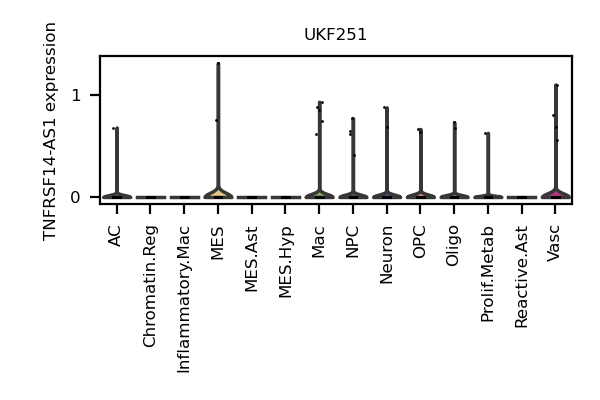 UKF251
TNFRSF14-AS1 expression
1
0
AC
Chromatin.Reg
Inflammatory.Mac
MES
MES.Ast
MES.Hyp
Mac
NPC
Neuron
OPC
Oligo
Prolif.Metab
Reactive.Ast
Vasc